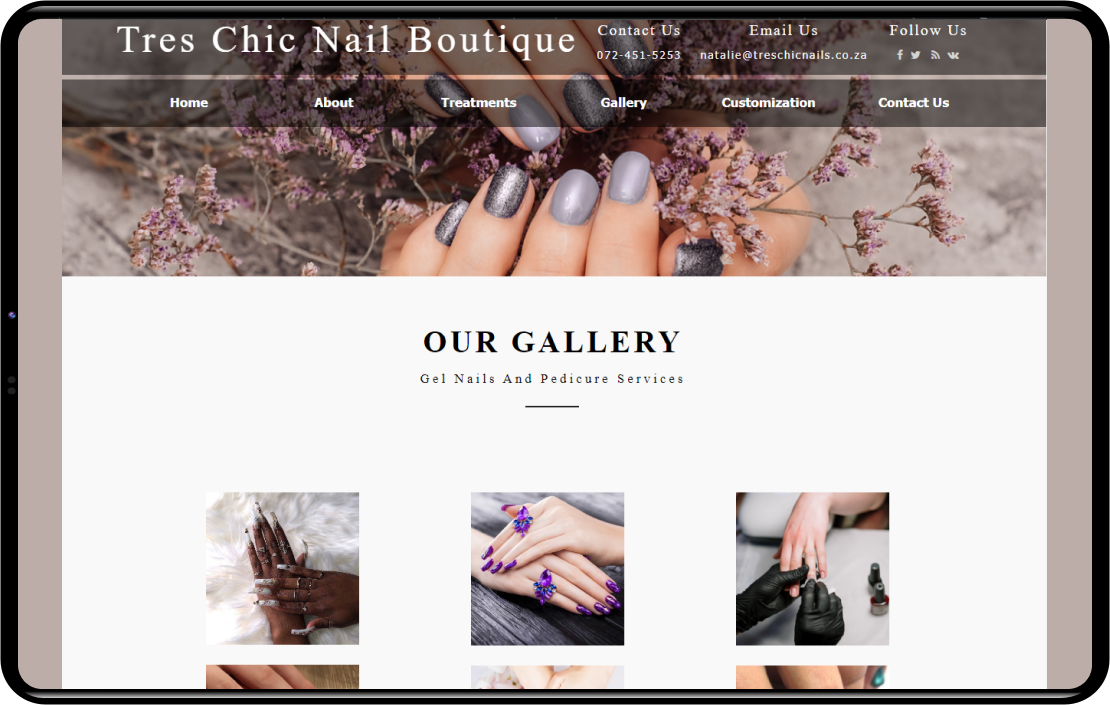 Tres Chic Nail Boutique
Contact Us
072-451-5253
Email Us
natalie@treschicnails.co.za
Follow Us
Home
About
Treatments
Gallery
Customization
Contact Us
OUR GALLERY
Gel Nails And Pedicure Services